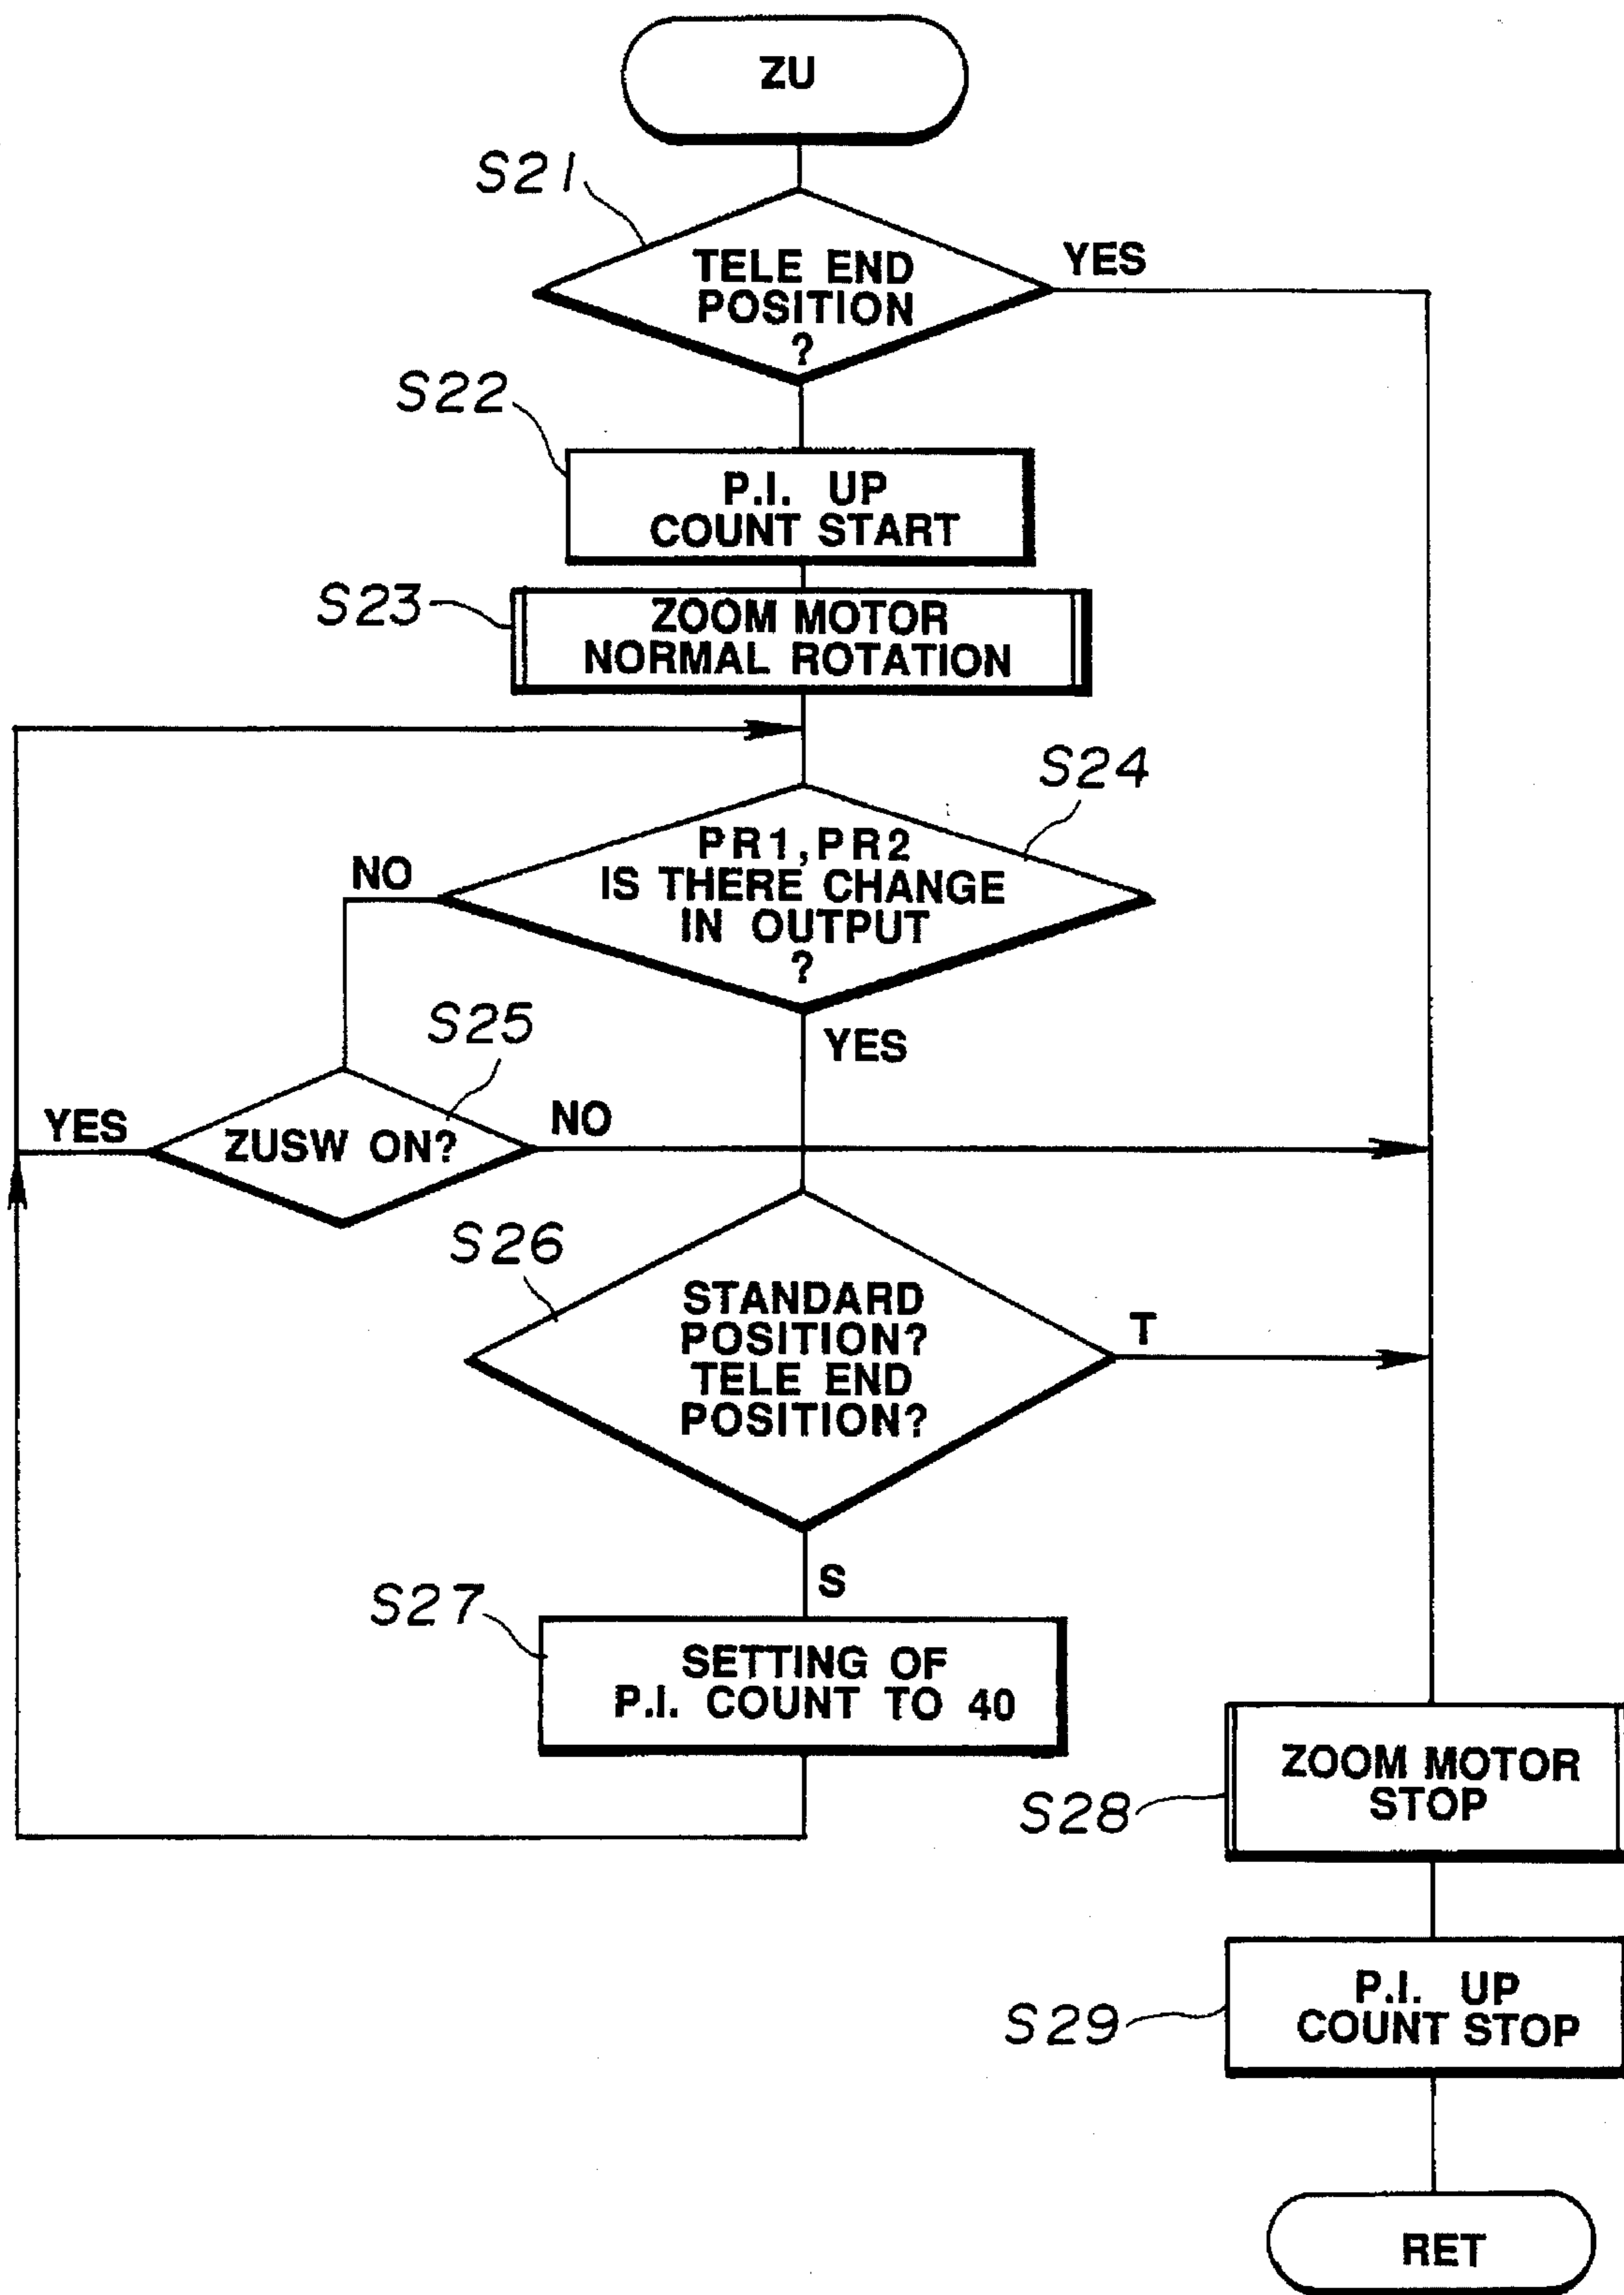 ZU
S21
TELE END
POSITION
?
YES
S22
P.I. UP
COUNT START
S23
ZOOM MOTOR
NORMAL ROTATION
S24
PR1, PR2
IS THERE CHANGE
IN OUTPUT
?
NO
YES
S25
ZUSW ON?
YES
NO
S26
STANDARD
POSITION?
TELE END
POSITION?
T
S
S27
SETTING OF
P.I. COUNT TO 40
S28
ZOOM MOTOR
STOP
S29
P.I. UP
COUNT STOP
RET